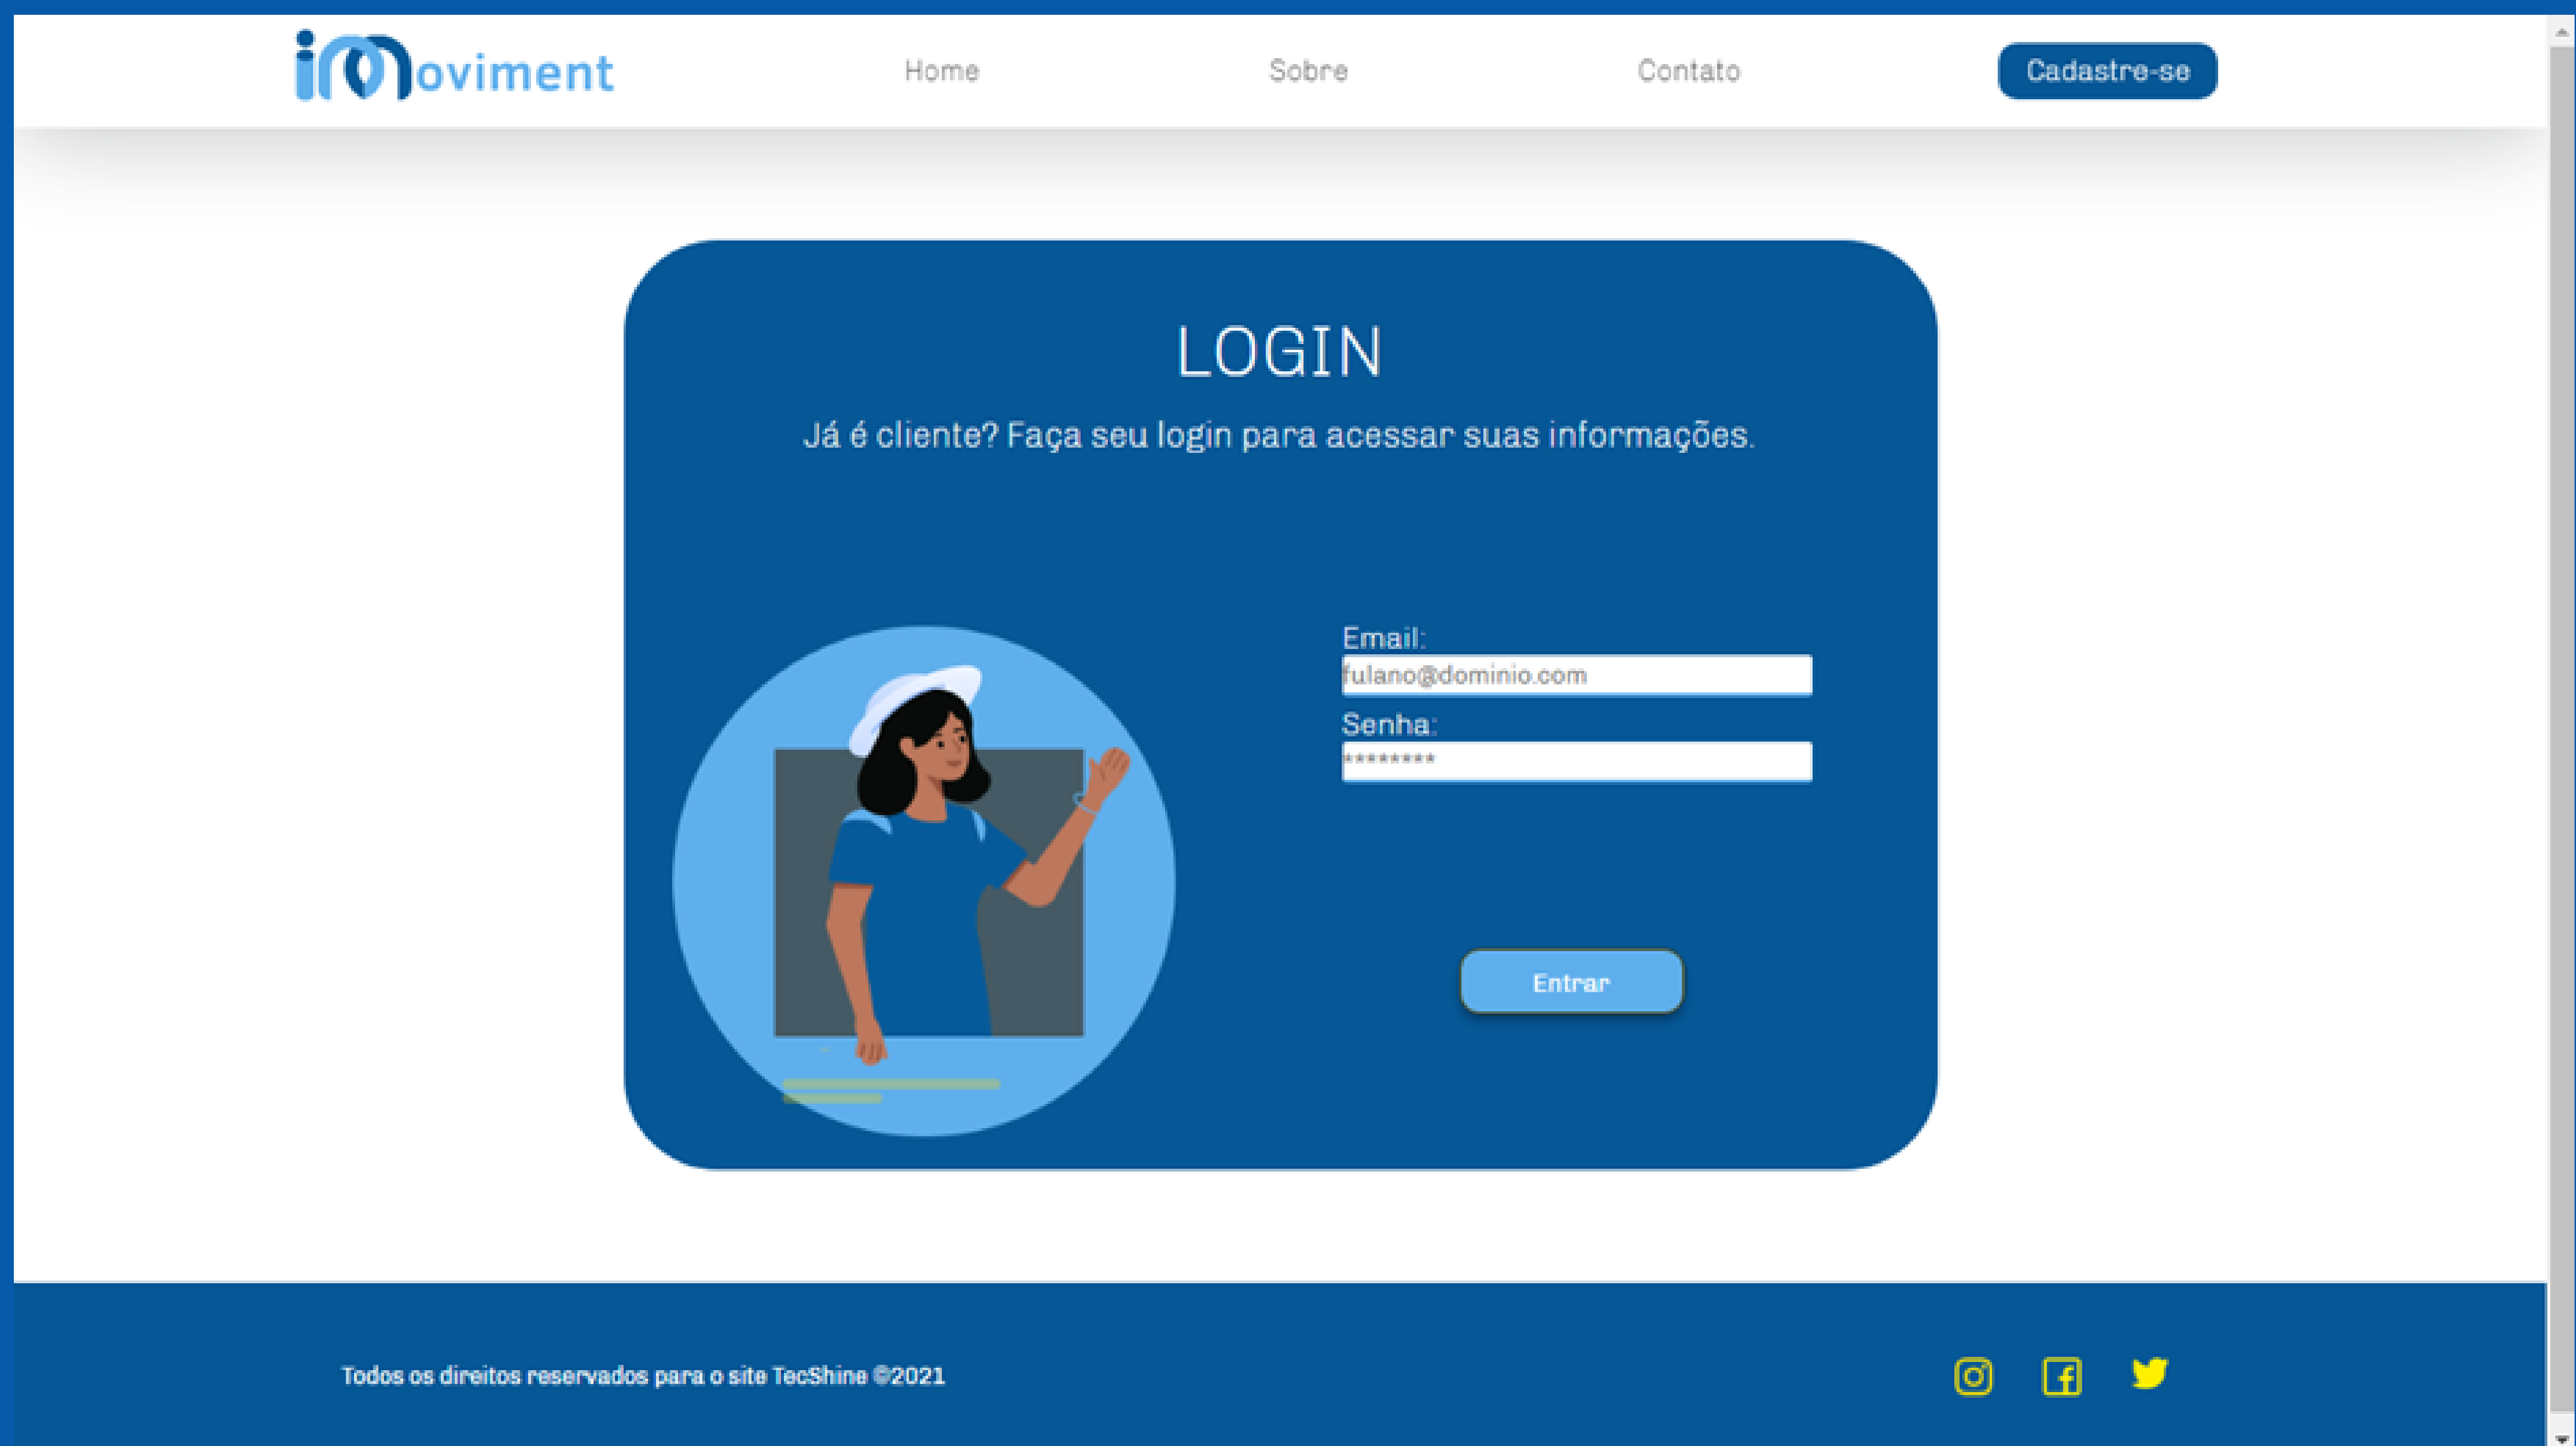 imoviment
Home
Sobre
Contato
Cadastre-se
LOGIN
Já é cliente? Faça seu login para acessar suas informações.
Email:
fulano@dominio.com
Senha:
********
Entrar
Todos os direitos reservados para o site TecShine ©2021